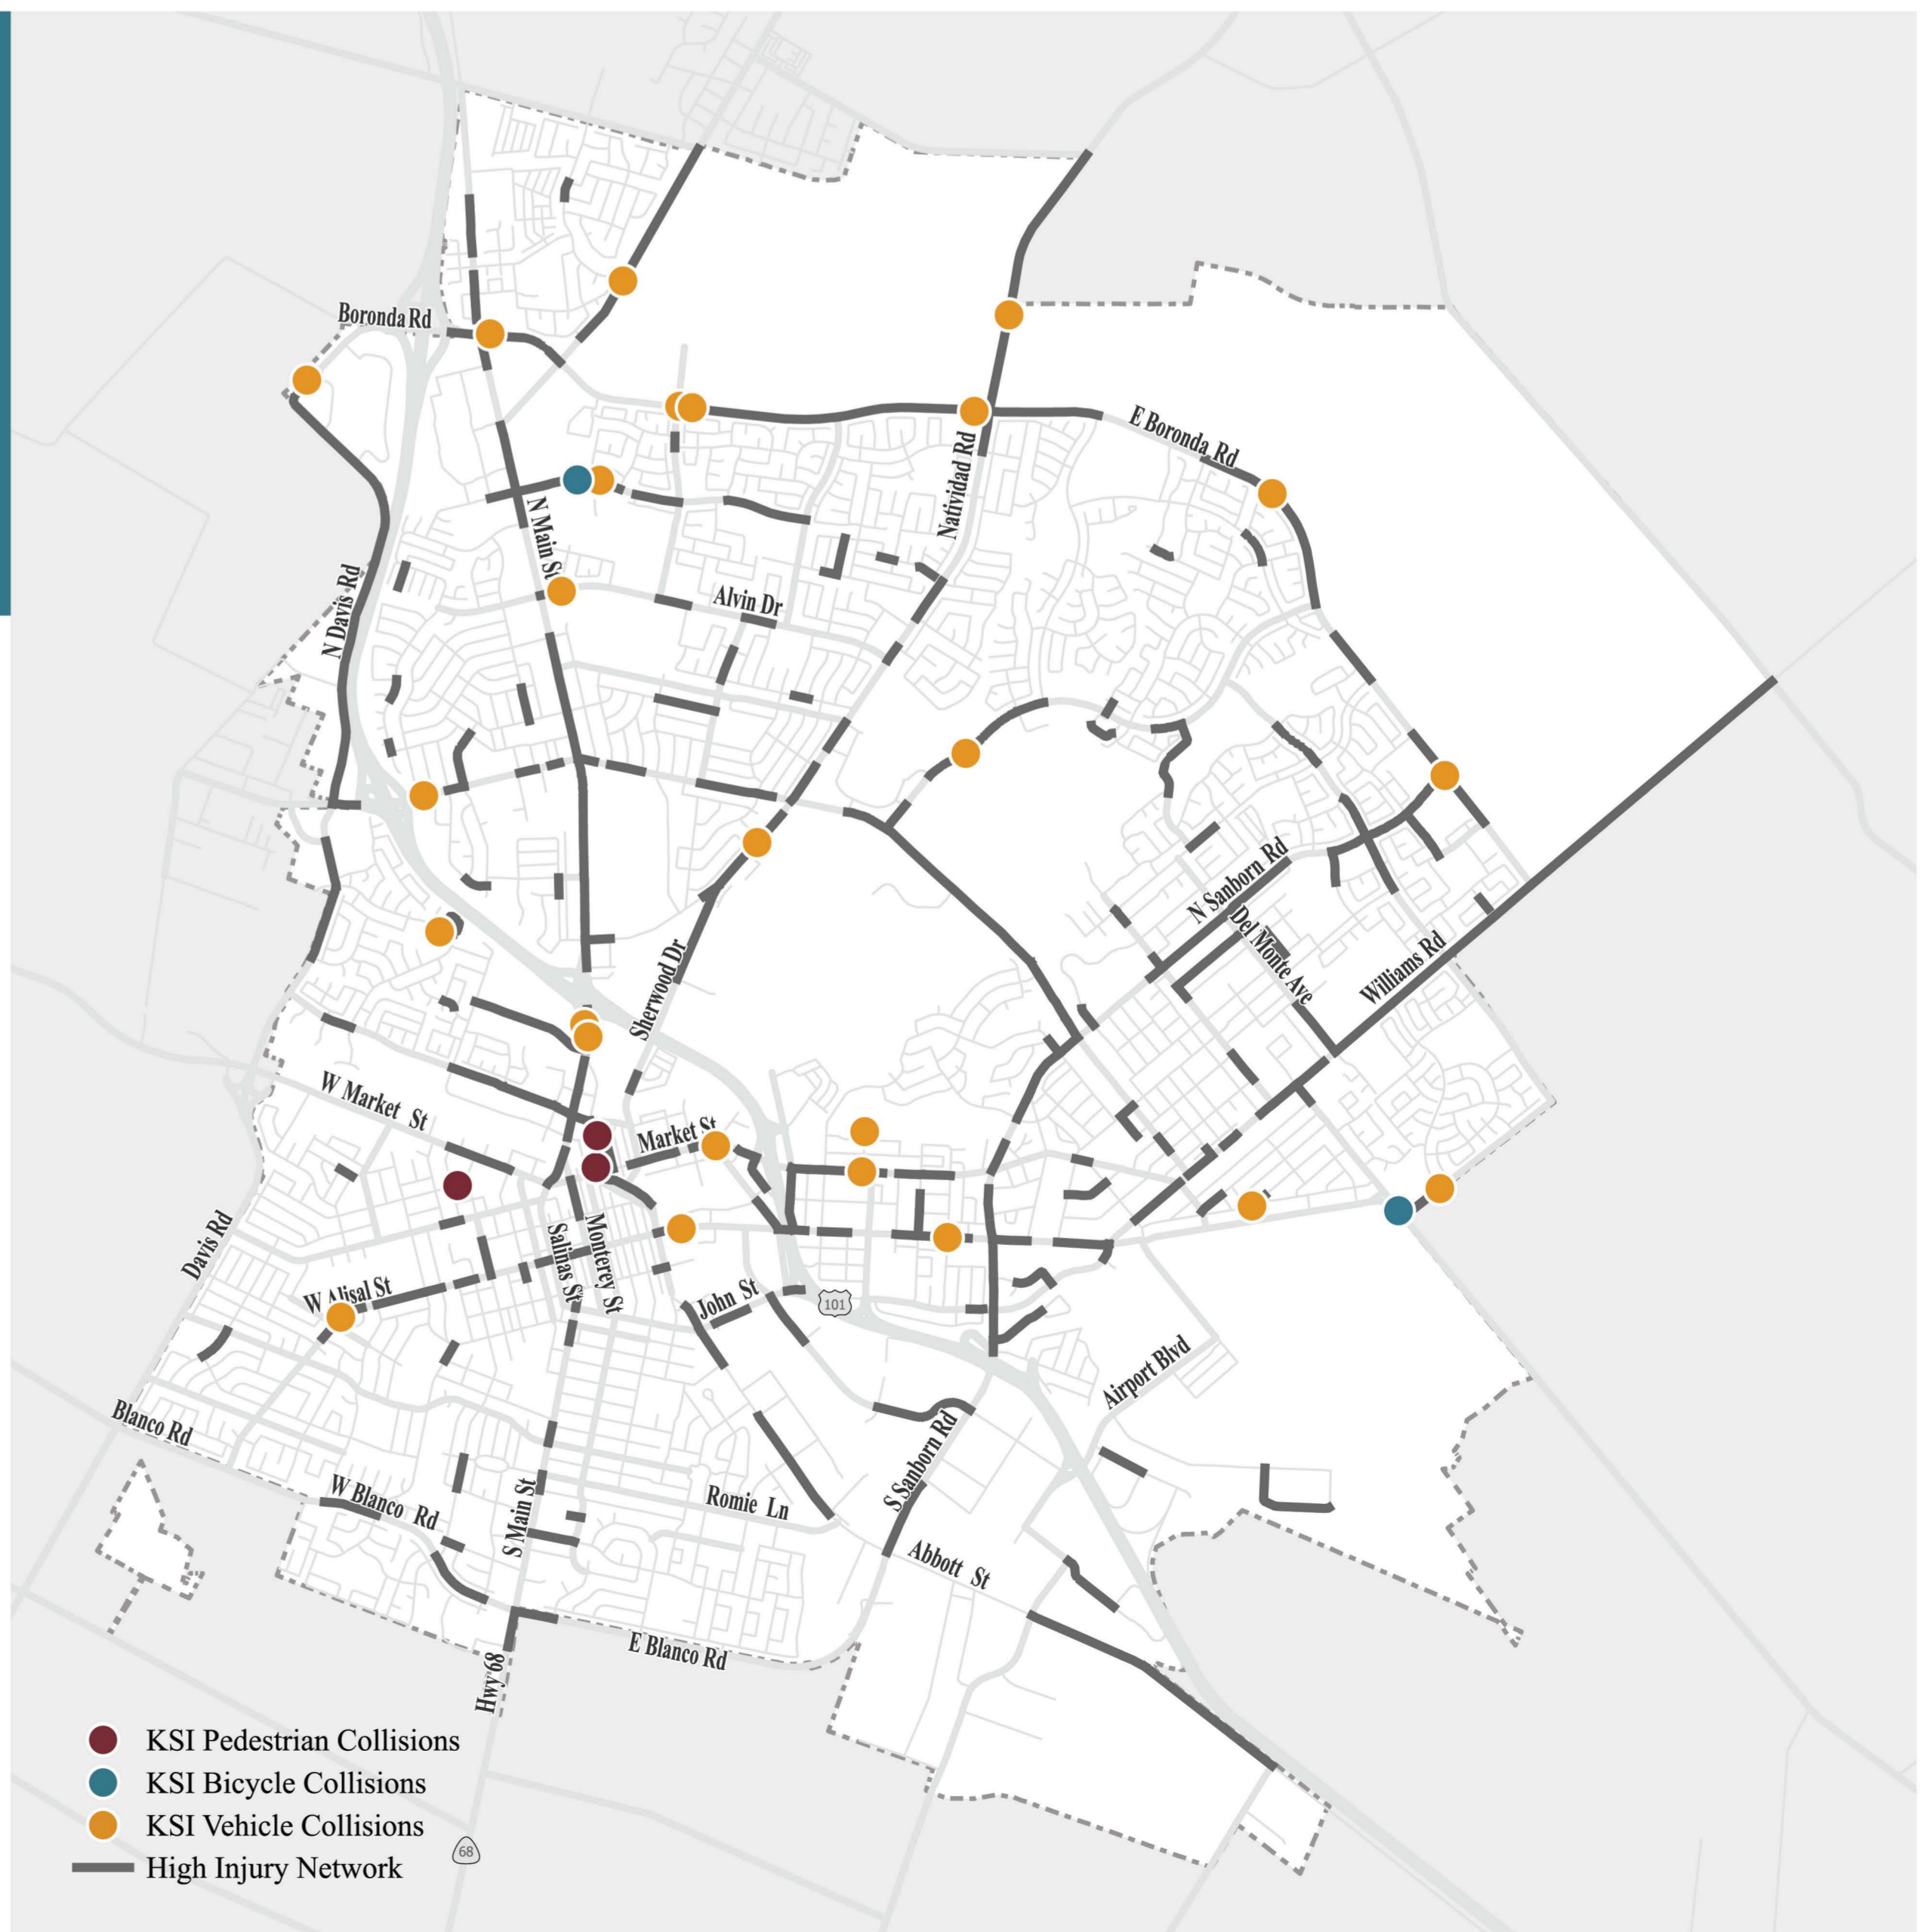 Boronda Rd
E Boronda Rd
Natividad Rd
N Main St
N Davis Rd
Alvin Dr
N Sanborn Rd
Del Monte Ave
Williams Rd
Sherwood Dr
W Market St
Market St
Salinas St
Monterey St
Davis Rd
W Alisal St
John St
101
Airport Blvd
Blanco Rd
W Blanco Rd
S Main St
Romie Ln
S Sanborn Rd
Abbott St
E Blanco Rd
Hwy 68
KSI Pedestrian Collisions
KSI Bicycle Collisions
KSI Vehicle Collisions
68
High Injury Network